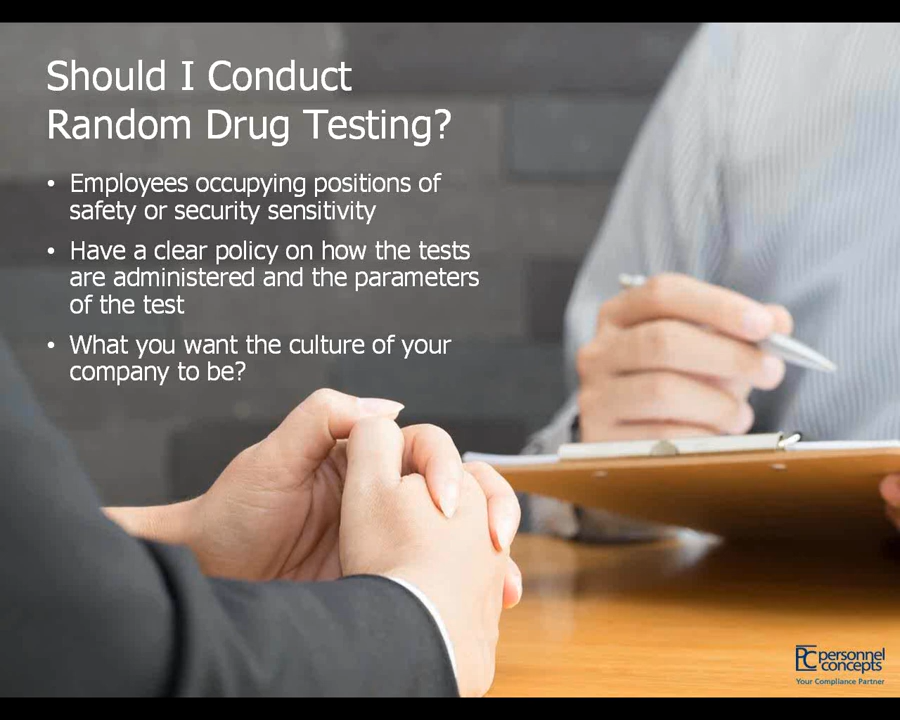 Should I Conduct
Random Drug Testing?
• Employees occupying positions of
safety or security sensitivity
• Have a clear policy on how the tests
are administered and the parameters
of the test
• What you want the culture of your
company to be?
PC personnel
concepts
Your Compliance Partner